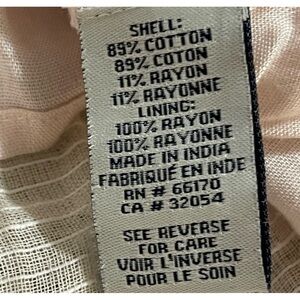 SHELL:
89% COTTON
89% COTON
11% RAYON
11% RAYONNE
LINING:
100% RAYON
100% RAYONNE
MADE IN INDIA
FABRIQUÉ EN INDE
RN # 66170
CA # 32054
SEE REVERSE
FOR CARE
VOIR L'INVERSE
POUR LE SOIN